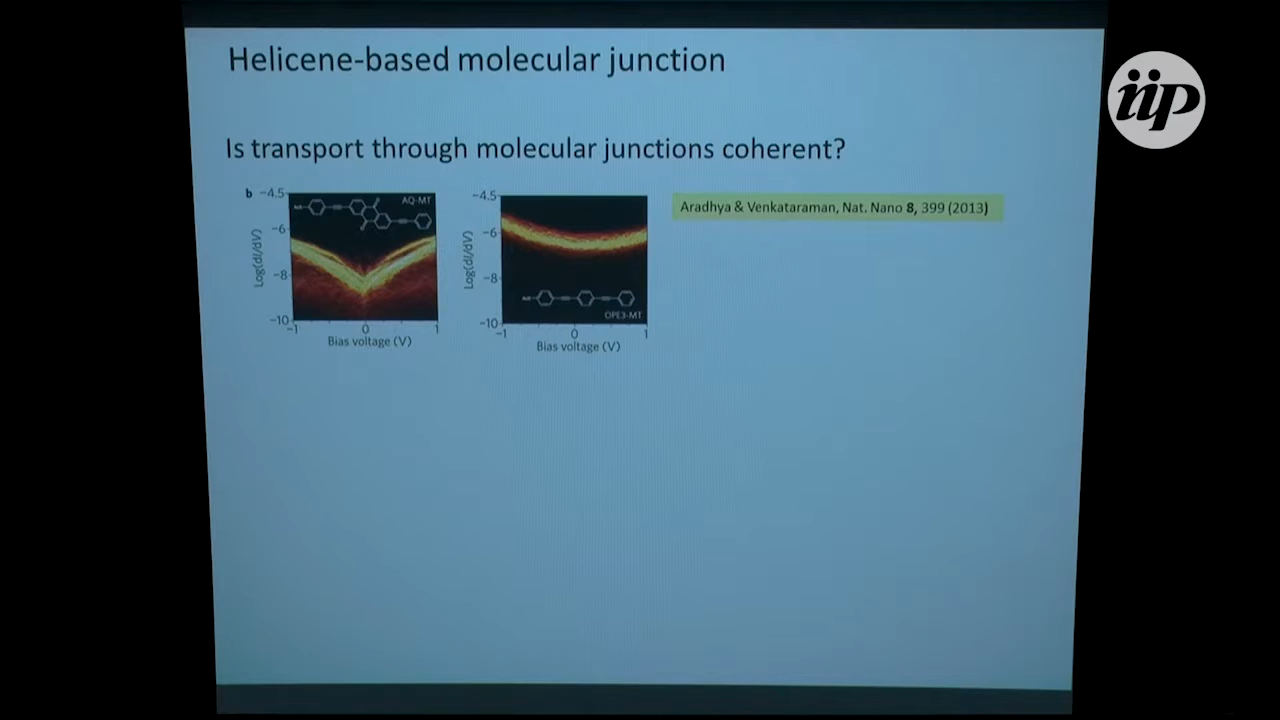 Helicene-based molecular junction
iip
Is transport through molecular junctions coherent?
b
−4.5
−6
−8
−10
Log(dI/dV)
AQ-MT
−1
0
1
Bias voltage (V)
−4.5
−6
−8
−10
Log(dI/dV)
OPE3-MT
−1
0
1
Bias voltage (V)
Aradhya & Venkataraman, Nat. Nano 8, 399 (2013)